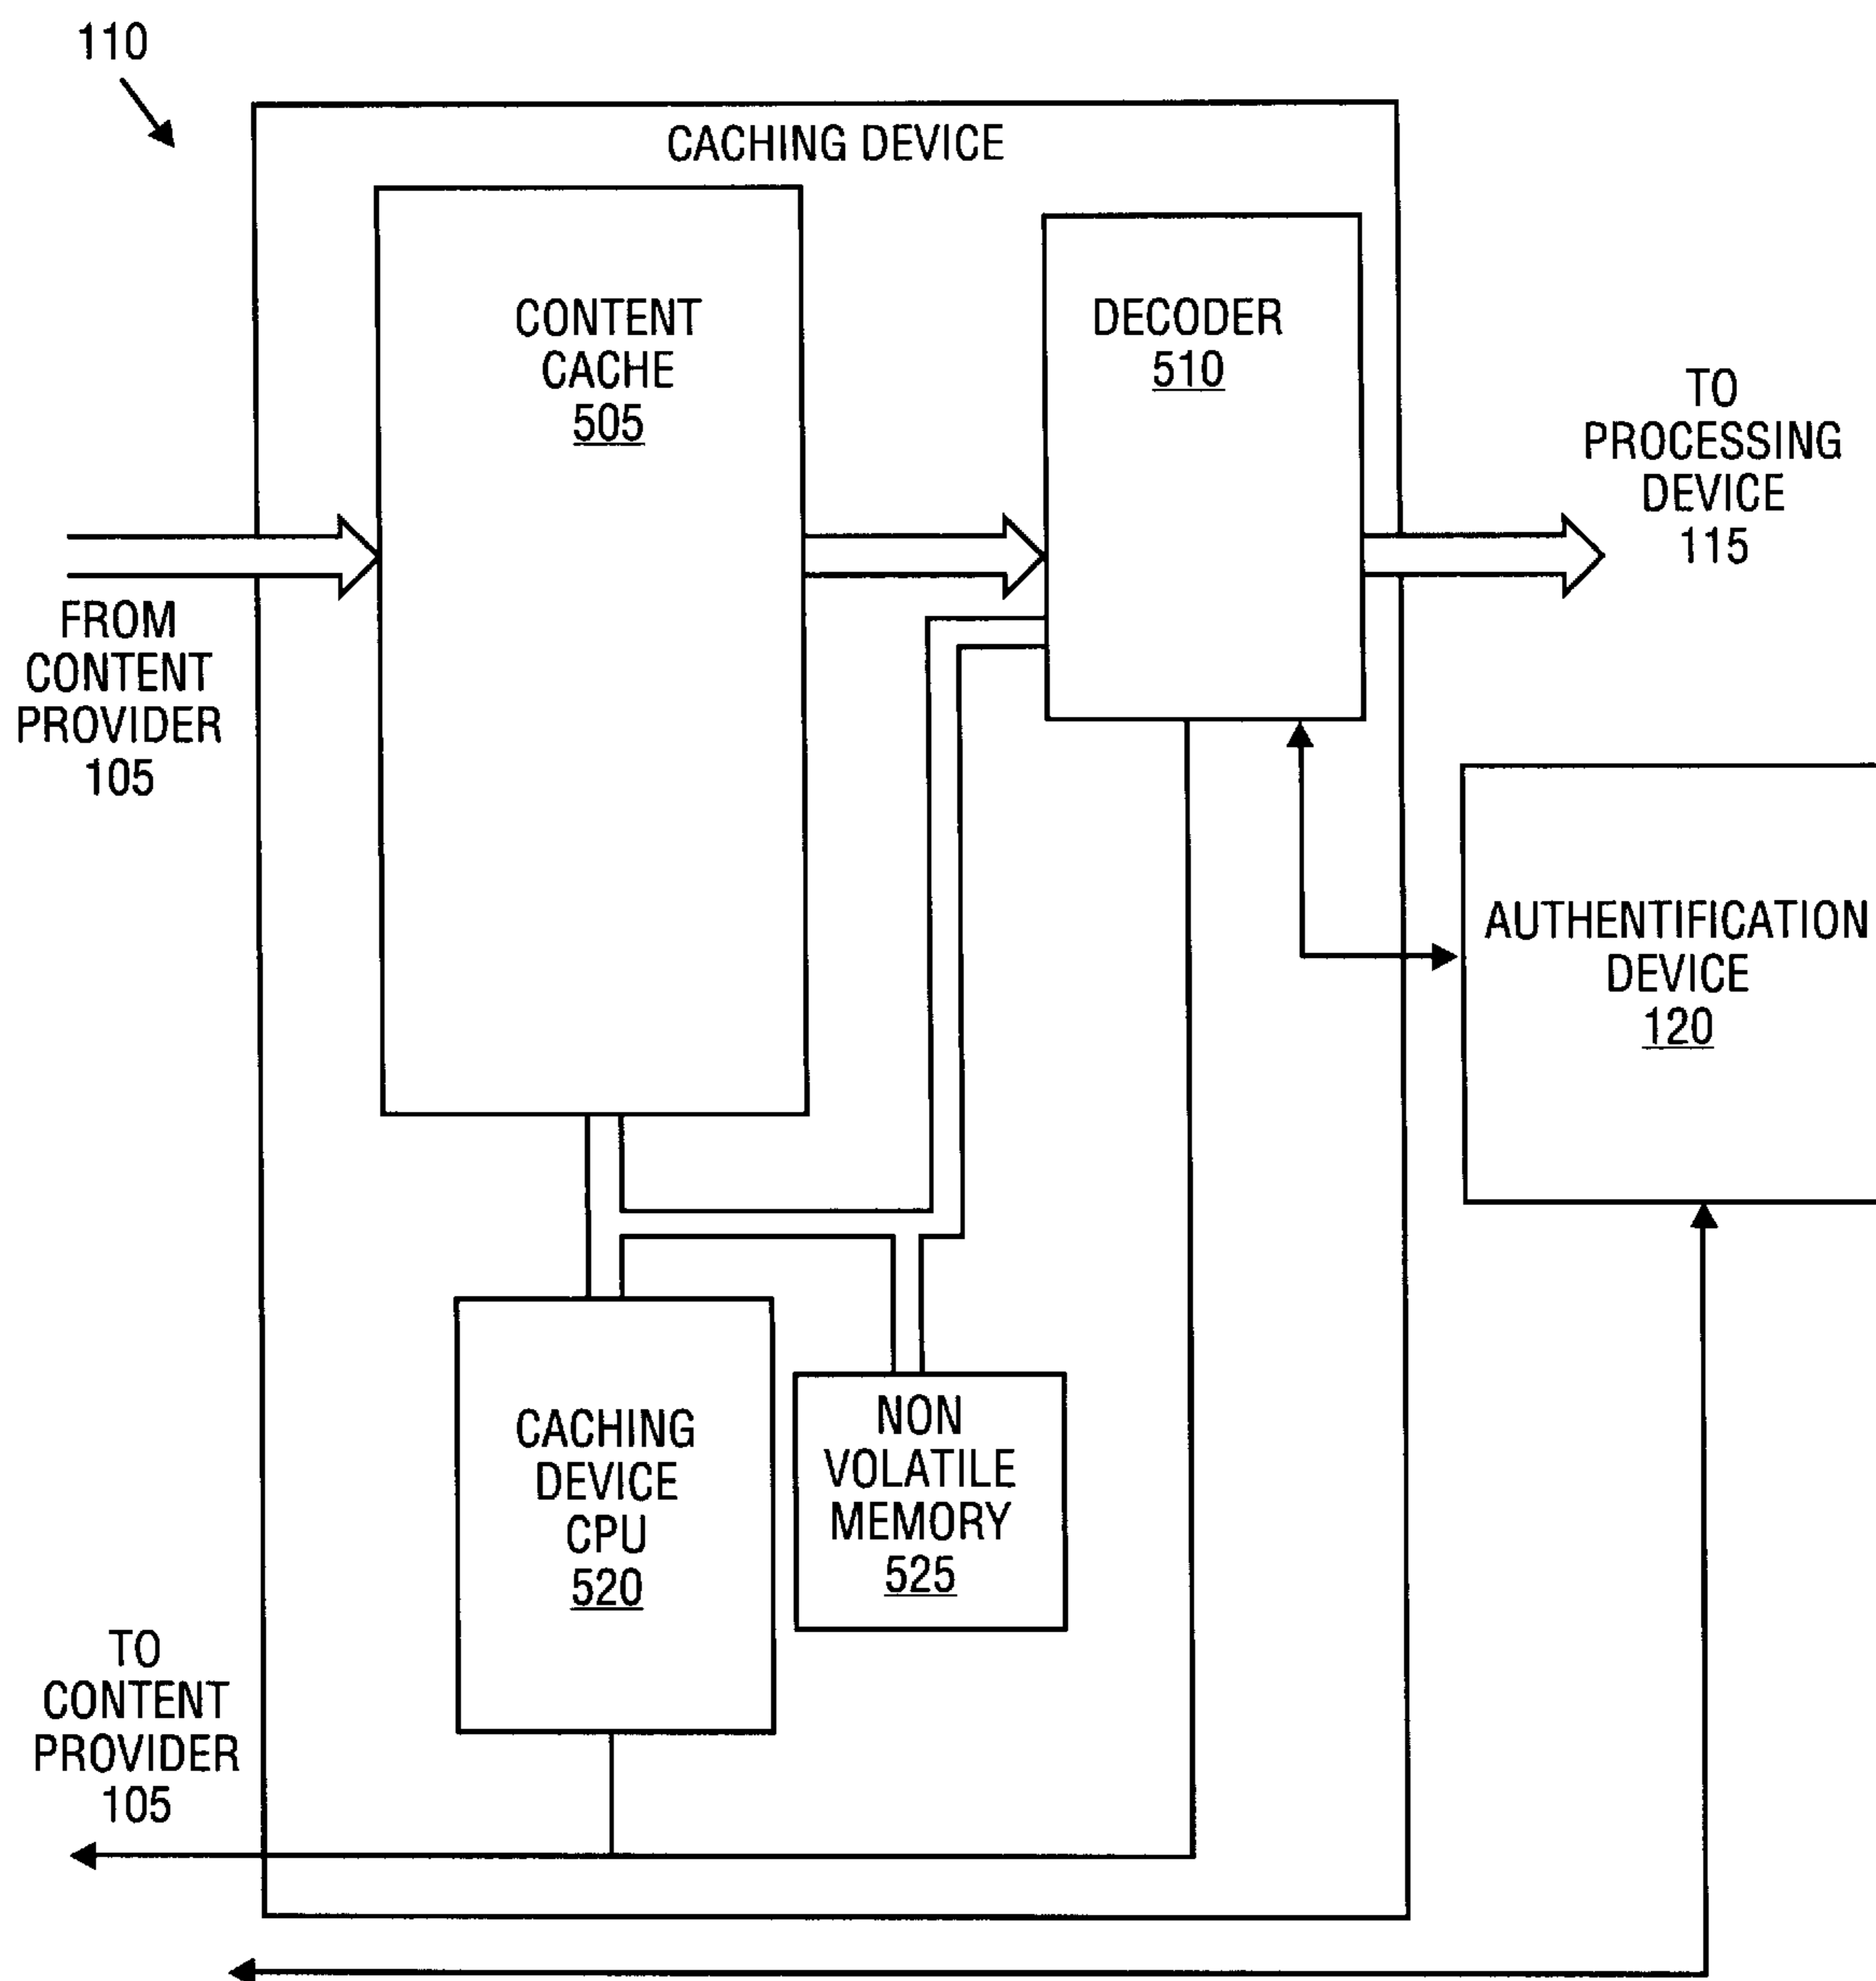 110
CACHING DEVICE
CONTENT
CACHE
505
DECODER
510
TO
PROCESSING
DEVICE
115
FROM
CONTENT
PROVIDER
105
AUTHENTIFICATION
DEVICE
120
CACHING
DEVICE
CPU
520
NON
VOLATILE
MEMORY
525
TO
CONTENT
PROVIDER
105